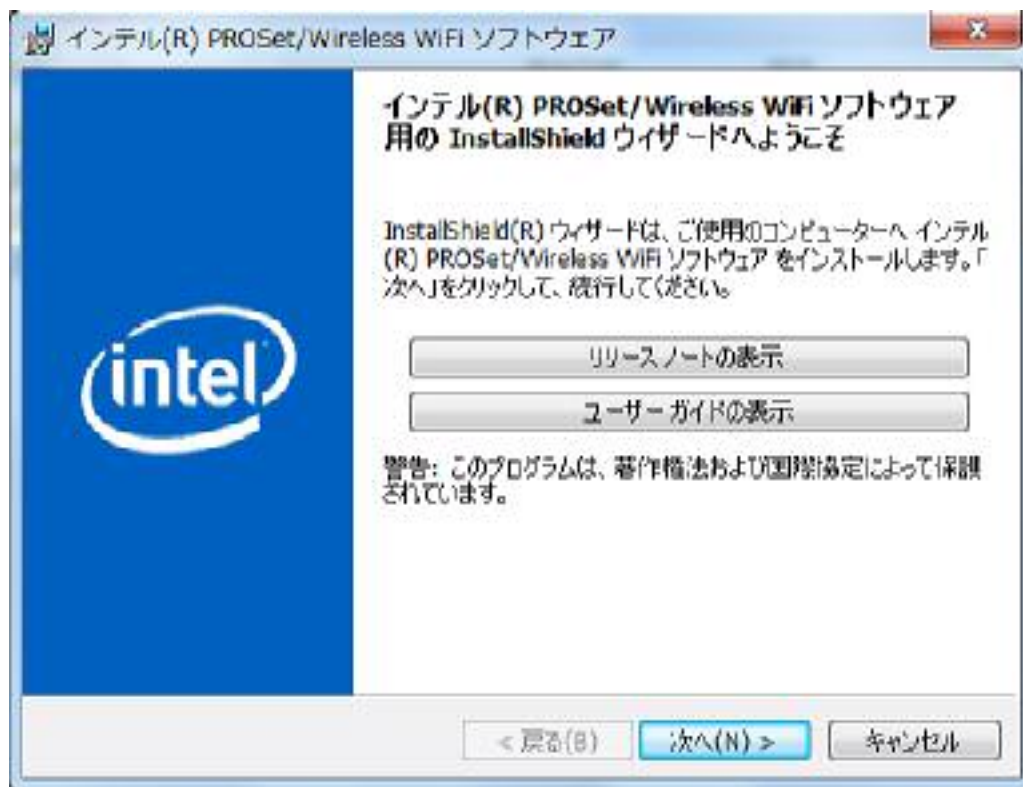 インテル(R) PROSet/Wireless WiFi ソフトウェア
インテル(R) PROSet/Wireless WiFi ソフトウェア
用の InstallShield ウィザードへようこそ
InstallShield(R) ウィザードは、ご使用のコンピューターへ インテル
(R) PROSet/Wireless WiFi ソフトウェア をインストールします。「
次へ」をクリックして、続行してください。
intel
リリース ノートの表示
ユーザー ガイドの表示
警告: このプログラムは、著作権法および国際協定によって保護
されています。
< 戻る(B)
次へ(N) >
キャンセル